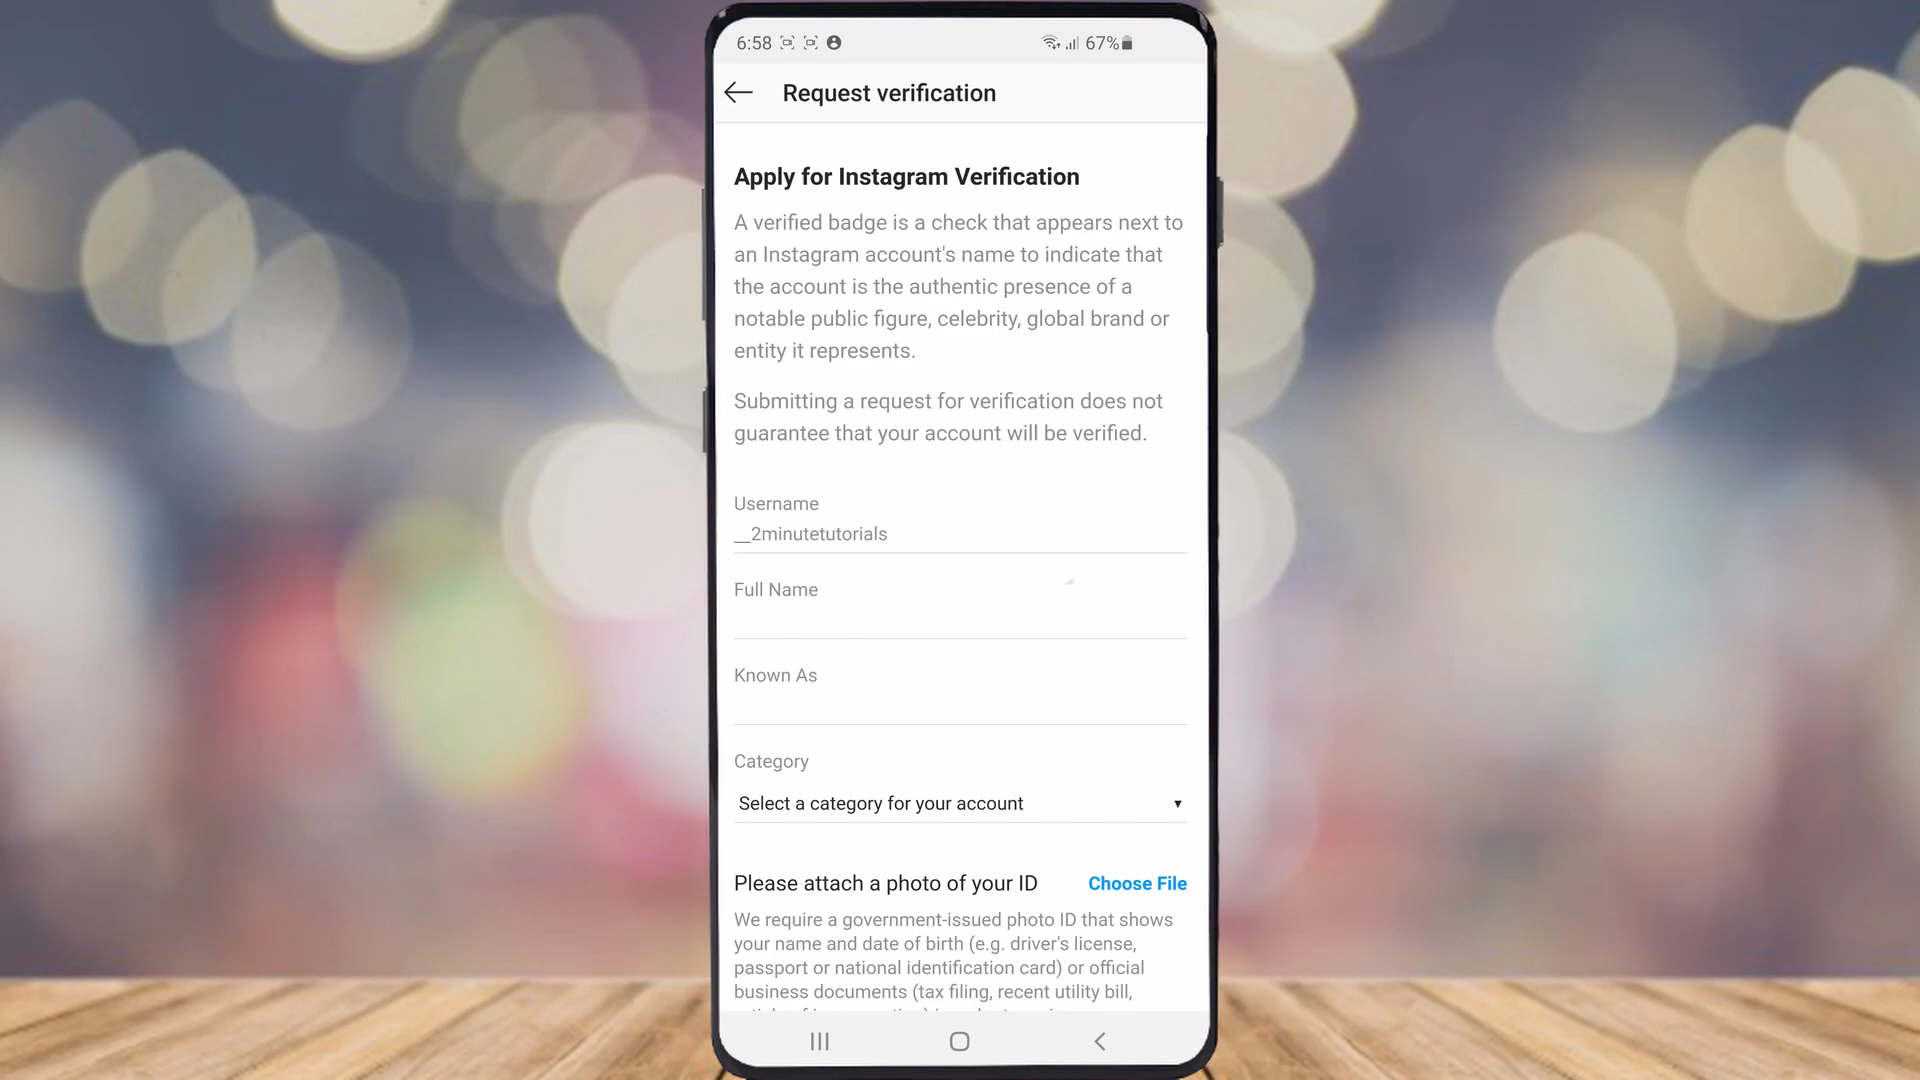 6:58 67%
Request verification
Apply for Instagram Verification
A verified badge is a check that appears next to
an Instagram account's name to indicate that
the account is the authentic presence of a
notable public figure, celebrity, global brand or
entity it represents.
Submitting a request for verification does not
guarantee that your account will be verified.
Username
__2minutetutorials
Full Name
Known As
Category
Select a category for your account
Please attach a photo of your ID Choose File
We require a government-issued photo ID that shows
your name and date of birth (e.g. driver's license,
passport or national identification card) or official
business documents (tax filing, recent utility bill,